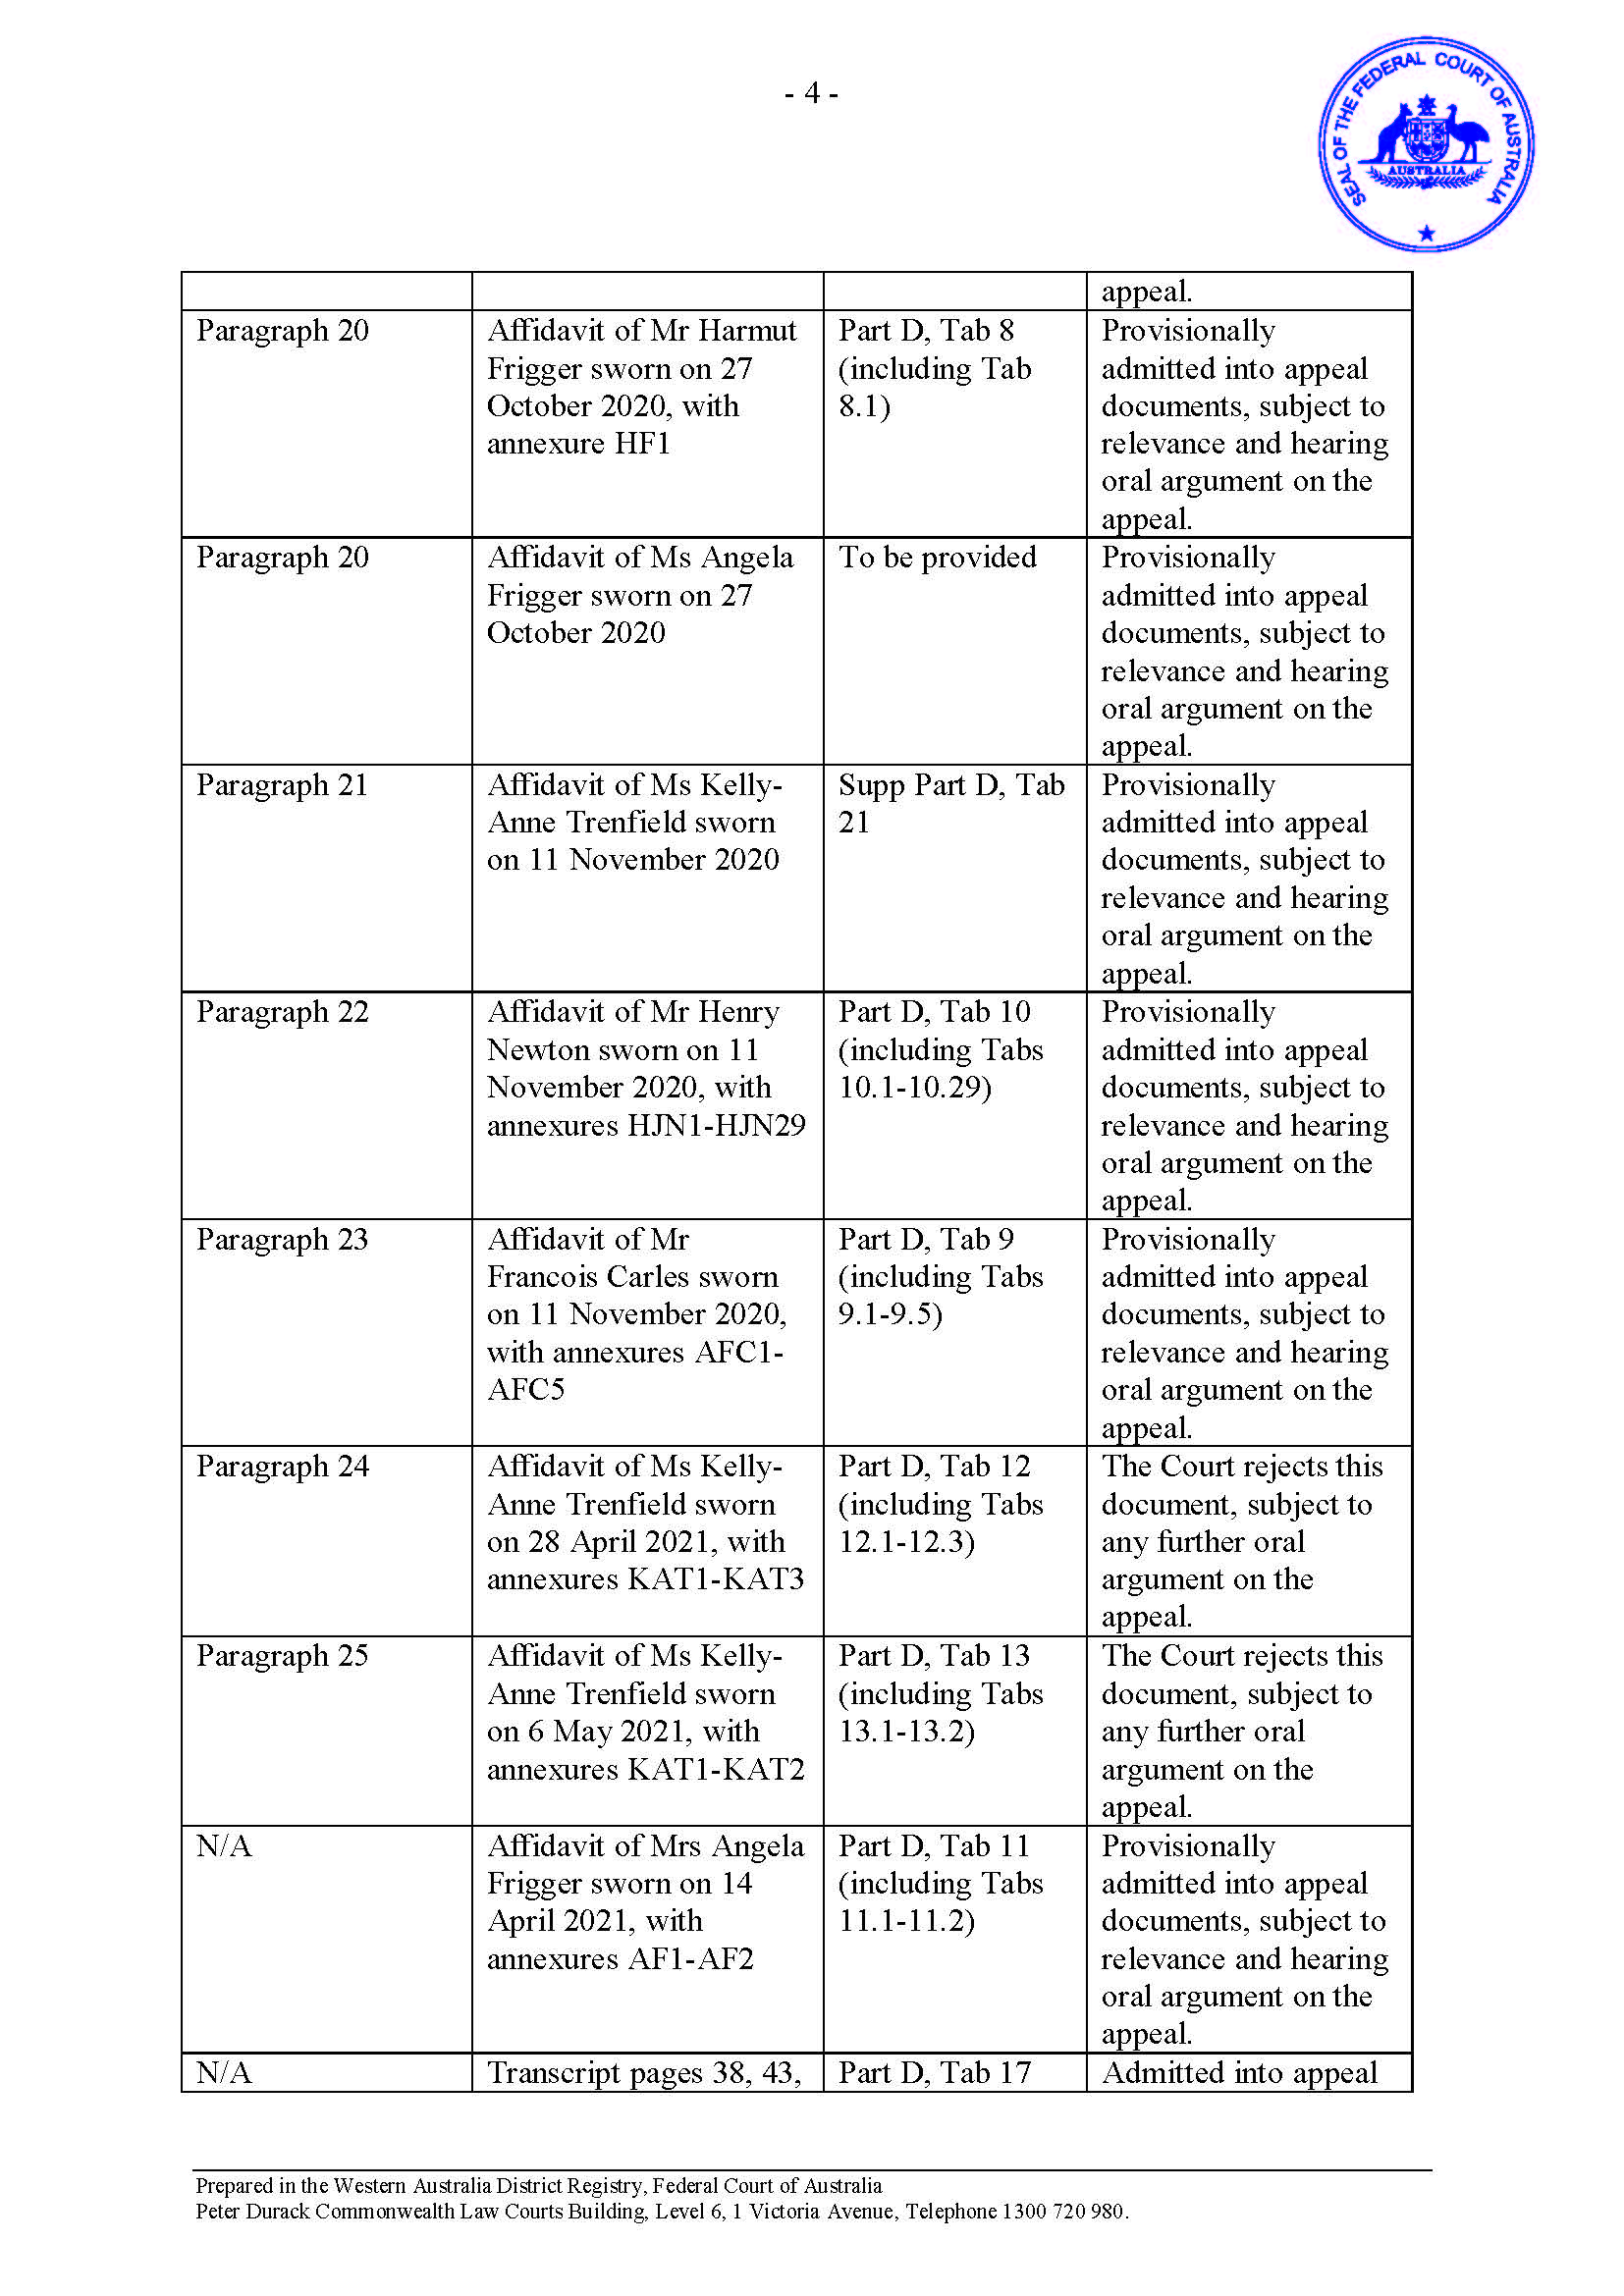 - 4 -
SEAL OF THE FEDERAL COURT OF AUSTRALIA
AUSTRALIA
appeal.
Paragraph 20
Affidavit of Mr Harmut
Frigger sworn on 27
October 2020, with
annexure HF1
Part D, Tab 8
(including Tab
8.1)
Provisionally
admitted into appeal
documents, subject to
relevance and hearing
oral argument on the
appeal.
Paragraph 20
Affidavit of Ms Angela
Frigger sworn on 27
October 2020
To be provided
Provisionally
admitted into appeal
documents, subject to
relevance and hearing
oral argument on the
appeal.
Paragraph 21
Affidavit of Ms Kelly-
Anne Trenfield sworn
on 11 November 2020
Supp Part D, Tab
21
Provisionally
admitted into appeal
documents, subject to
relevance and hearing
oral argument on the
appeal.
Paragraph 22
Affidavit of Mr Henry
Newton sworn on 11
November 2020, with
annexures HJN1-HJN29
Part D, Tab 10
(including Tabs
10.1-10.29)
Provisionally
admitted into appeal
documents, subject to
relevance and hearing
oral argument on the
appeal.
Paragraph 23
Affidavit of Mr
Francois Carles sworn
on 11 November 2020,
with annexures AFC1-
AFC5
Part D, Tab 9
(including Tabs
9.1-9.5)
Provisionally
admitted into appeal
documents, subject to
relevance and hearing
oral argument on the
appeal.
Paragraph 24
Affidavit of Ms Kelly-
Anne Trenfield sworn
on 28 April 2021, with
annexures KAT1-KAT3
Part D, Tab 12
(including Tabs
12.1-12.3)
The Court rejects this
document, subject to
any further oral
argument on the
appeal.
Paragraph 25
Affidavit of Ms Kelly-
Anne Trenfield sworn
on 6 May 2021, with
annexures KAT1-KAT2
Part D, Tab 13
(including Tabs
13.1-13.2)
The Court rejects this
document, subject to
any further oral
argument on the
appeal.
N/A
Affidavit of Mrs Angela
Frigger sworn on 14
April 2021, with
annexures AF1-AF2
Part D, Tab 11
(including Tabs
11.1-11.2)
Provisionally
admitted into appeal
documents, subject to
relevance and hearing
oral argument on the
appeal.
N/A
Transcript pages 38, 43,
Part D, Tab 17
Admitted into appeal
Prepared in the Western Australia District Registry, Federal Court of Australia
Peter Durack Commonwealth Law Courts Building, Level 6, 1 Victoria Avenue, Telephone 1300 720 980.